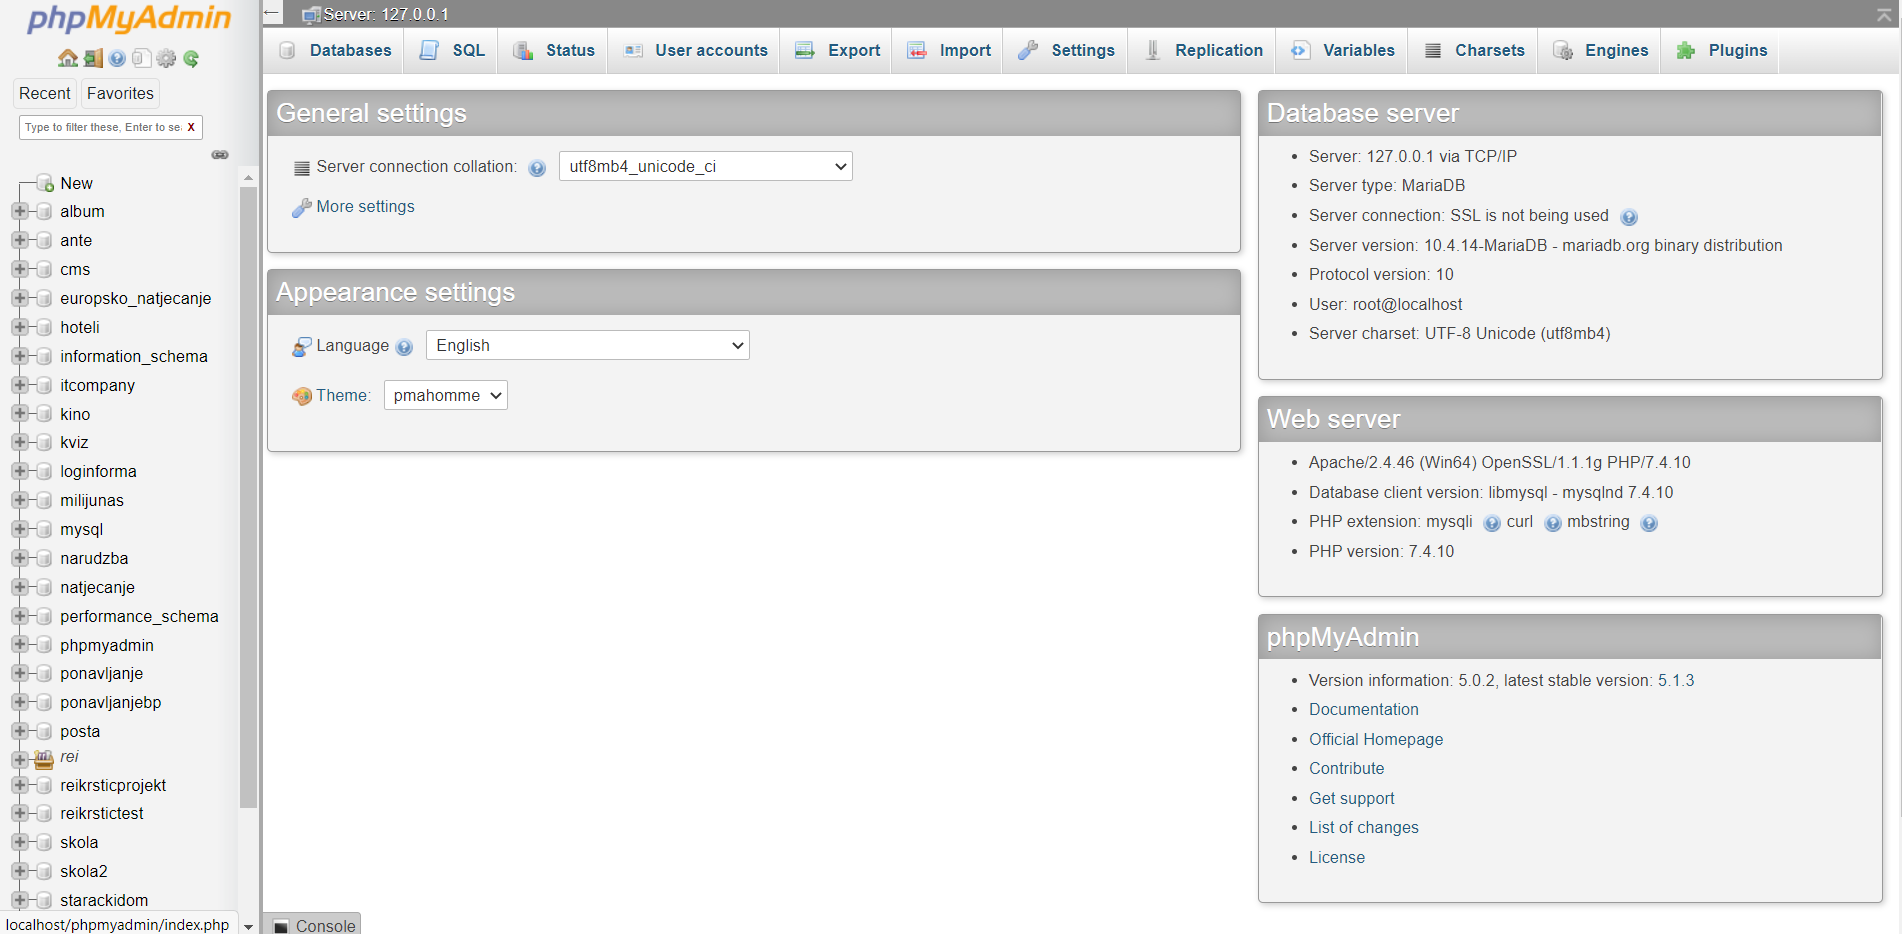 phpMyAdmin
Recent Favorites
Type to filter these, Enter to se X
New
album
ante
cms
europsko_natjecanje
hoteli
information_schema
itcompany
kino
kviz
loginforma
milijunas
mysql
narudzba
natjecanje
performance_schema
phpmyadmin
ponavljanje
ponavljanjebp
posta
rei
reikrsticprojekt
reikrstictest
skola
skola2
starackidom
localhost/phpmyadmin/index.php
Server: 127.0.0.1
Databases SQL Status User accounts Export Import Settings Replication Variables Charsets Engines Plugins
General settings
Server connection collation: utf8mb4_unicode_ci
More settings
Appearance settings
Language English
Theme: pmahomme
Console
Database server
Server: 127.0.0.1 via TCP/IP
Server type: MariaDB
Server connection: SSL is not being used
Server version: 10.4.14-MariaDB - mariadb.org binary distribution
Protocol version: 10
User: root@localhost
Server charset: UTF-8 Unicode (utf8mb4)
Web server
Apache/2.4.46 (Win64) OpenSSL/1.1.1g PHP/7.4.10
Database client version: libmysql - mysqlnd 7.4.10
PHP extension: mysqli curl mbstring
PHP version: 7.4.10
phpMyAdmin
Version information: 5.0.2, latest stable version: 5.1.3
Documentation
Official Homepage
Contribute
Get support
List of changes
License